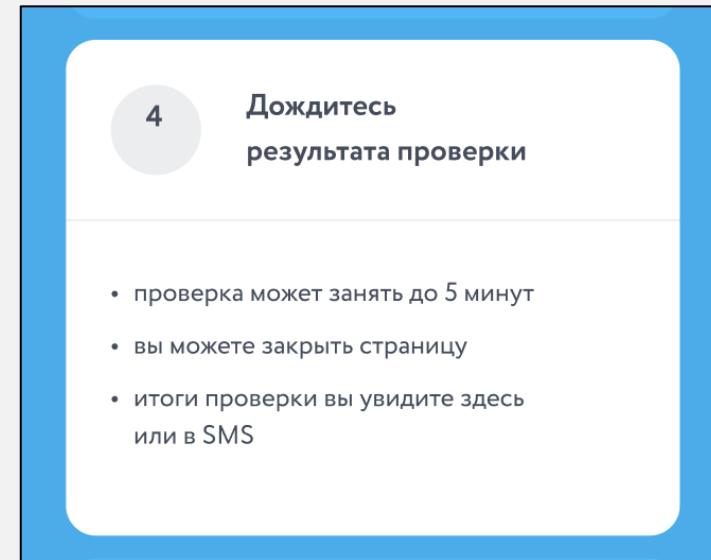 4
Дождитесь
результата проверки
• проверка может занять до 5 минут
• вы можете закрыть страницу
• итоги проверки вы увидите здесь
или в SMS